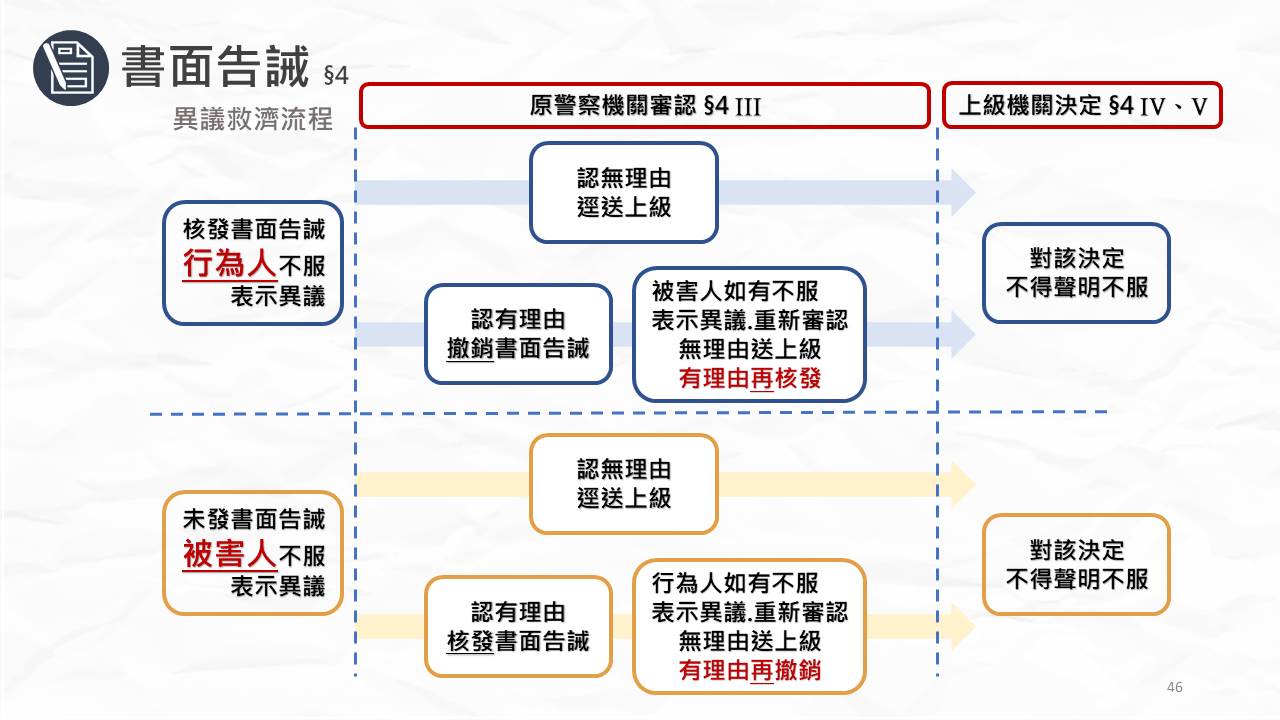 書面告誡 §4
異議救濟流程
原警察機關審認 §4 III
上級機關決定 §4 IV、V
核發書面告誡
行為人不服
表示異議
認無理由
逕送上級
認有理由
撤銷書面告誡
被害人如有不服
表示異議.重新審認
無理由送上級
有理由再核發
對該決定
不得聲明不服
未發書面告誡
被害人不服
表示異議
認無理由
逕送上級
認有理由
核發書面告誡
行為人如有不服
表示異議.重新審認
無理由送上級
有理由再撤銷
對該決定
不得聲明不服
46